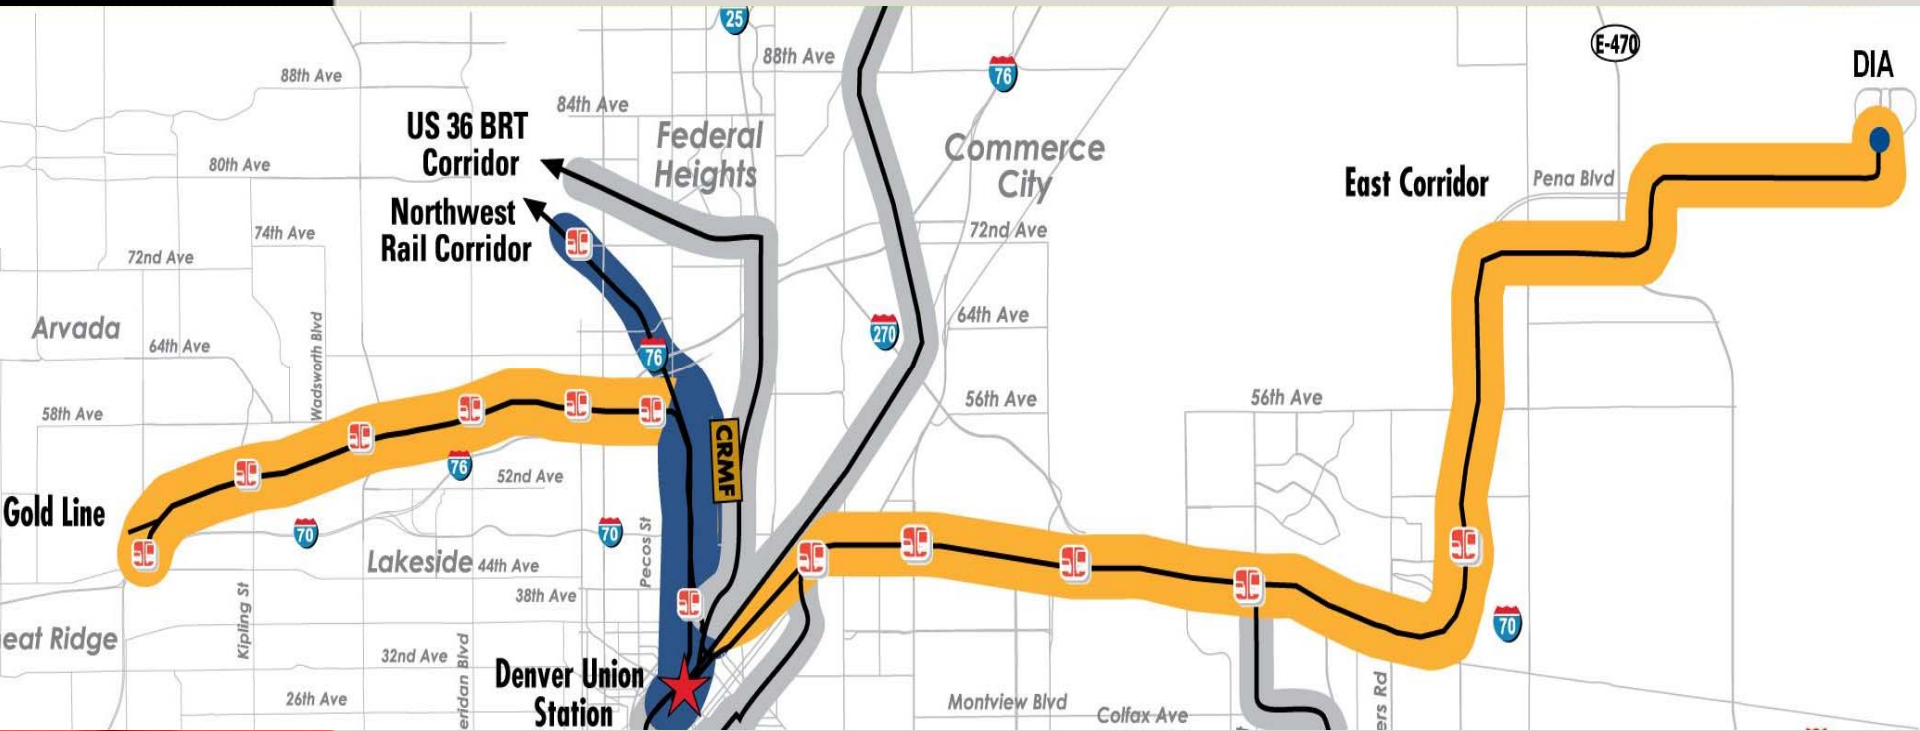 25
88th Ave
E-470
DIA
76
88th Ave
84th Ave
US 36 BRT
Corridor
Federal
Heights
Commerce
City
80th Ave
East Corridor
Pena Blvd
Northwest
Rail Corridor
74th Ave
72nd Ave
72nd Ave
Arvada
64th Ave
Wadsworth Blvd
76
270
64th Ave
58th Ave
56th Ave
56th Ave
CRMF
76
52nd Ave
Gold Line
70
70
Pecos St
Lakeside
44th Ave
38th Ave
Kipling St
eat Ridge
70
32nd Ave
eridan Blvd
Denver Union
Station
26th Ave
Montview Blvd
Colfax Ave
ers Rd